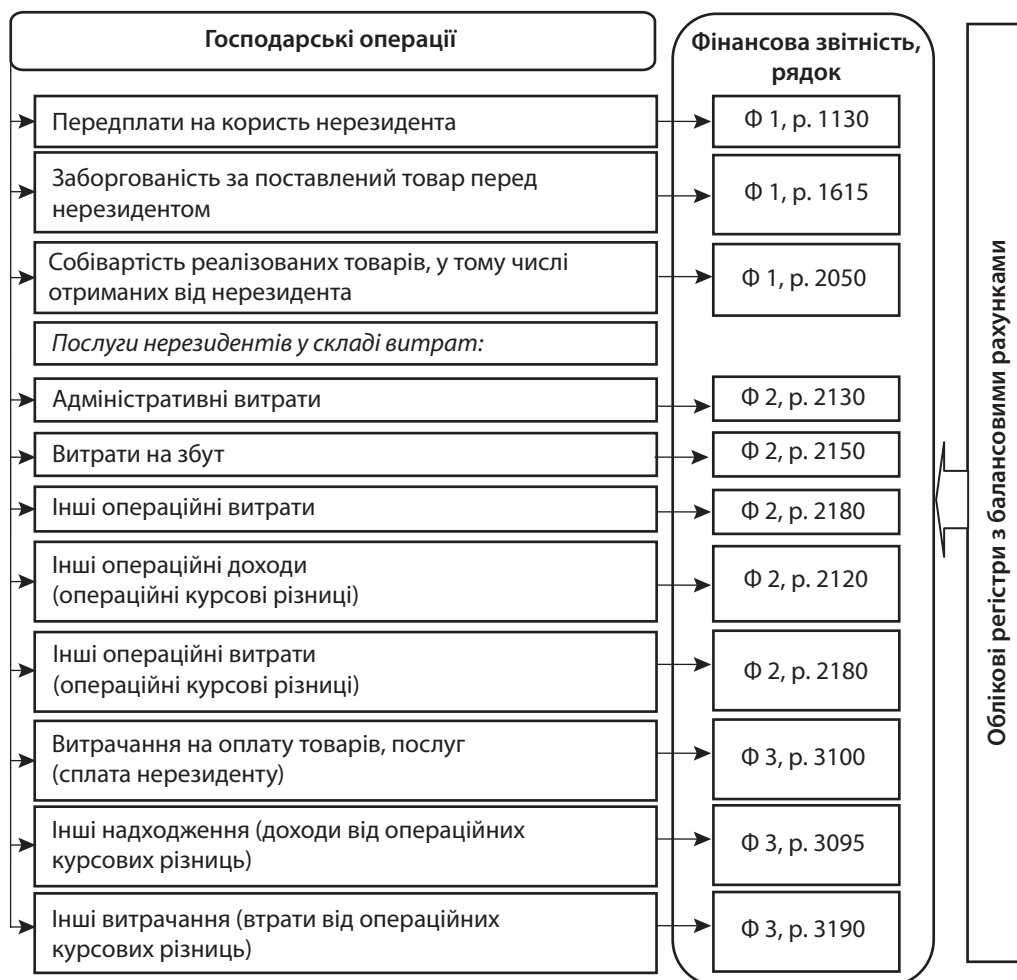 Господарські операції
Фінансова звітність,
рядок
Передплати на користь нерезидента
Ф 1, р. 1130
Заборгованість за поставлений товар перед
нерезидентом
Ф 1, р. 1615
Собівартість реалізованих товарів, у тому числі
отриманих від нерезидента
Ф 1, р. 2050
Послуги нерезидентів у складі витрат:
Адміністративні витрати
Ф 2, р. 2130
Витрати на збут
Ф 2, р. 2150
Інші операційні витрати
Ф 2, р. 2180
Інші операційні доходи
(операційні курсові різниці)
Ф 2, р. 2120
Інші операційні витрати
(операційні курсові різниці)
Ф 2, р. 2180
Витрачання на оплату товарів, послуг
(сплата нерезиденту)
Ф 3, р. 3100
Інші надходження (доходи від операційних
курсових різниць)
Ф 3, р. 3095
Інші витрачання (втрати від операційних
курсових різниць)
Ф 3, р. 3190
Облікові регістри з балансовими рахунками